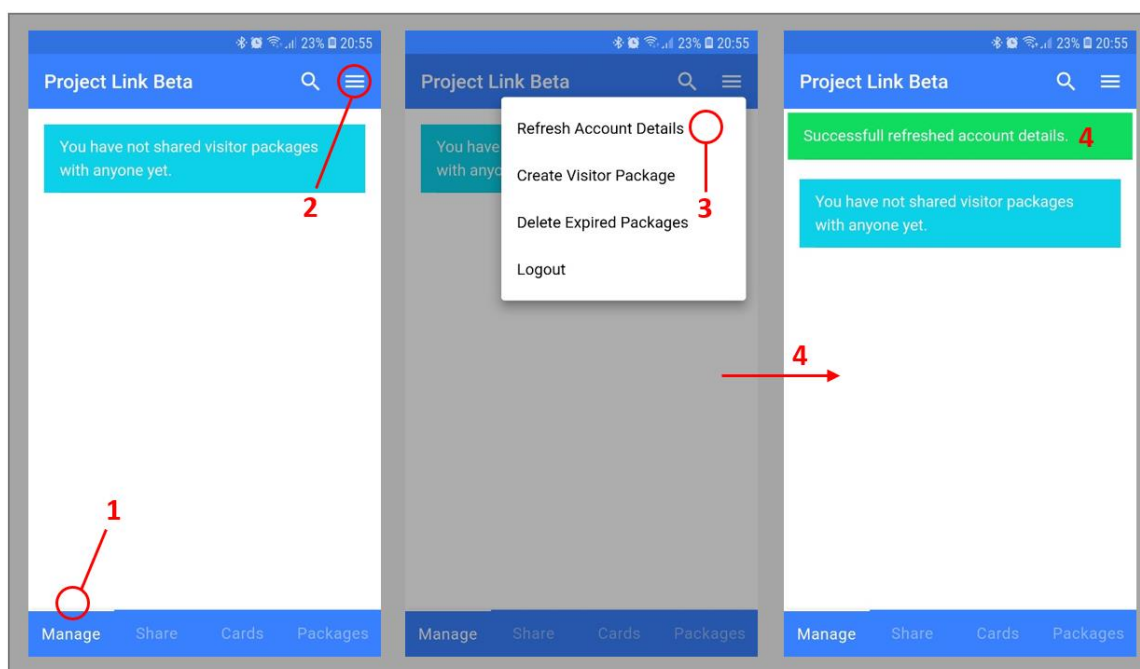 23% 20:55
Project Link Beta
You have not shared visitor packages
with anyone yet.
2
1
Manage Share Cards Packages
23% 20:55
Project Link Beta
You have
with anyo
Refresh Account Details
Create Visitor Package
3
Delete Expired Packages
Logout
Manage Share Cards Packages
4
23% 20:55
Project Link Beta
Successfull refreshed account details. 4
You have not shared visitor packages
with anyone yet.
Manage Share Cards Packages